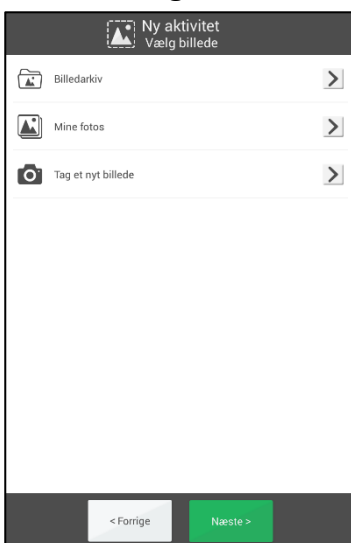 Ny aktivitet
Vælg billede
Billedarkiv
Mine fotos
Tag et nyt billede
< Forrige
Næste >